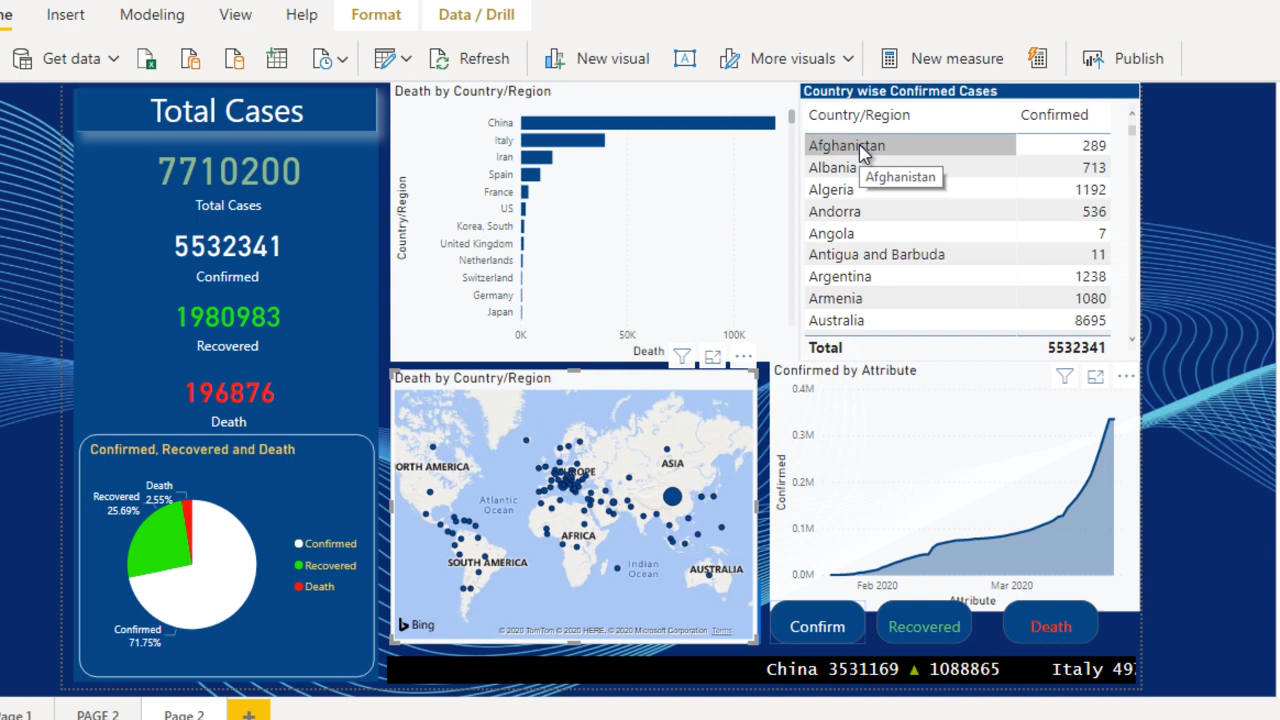 Insert Modeling View Help Format Data / Drill
Get data Refresh New visual More visuals New measure Publish
Total Cases
7710200
Total Cases
5532341
Confirmed
1980983
Recovered
196876
Death
Confirmed, Recovered and Death
Death
2.55%
Recovered
25.69%
Confirmed
71.75%
Confirmed
Recovered
Death
Death by Country/Region
Country/Region
China
Italy
Iran
Spain
France
US
Korea, South
United Kingdom
Netherlands
Switzerland
Germany
Japan
0K 50K 100K
Death
Country wise Confirmed Cases
Country/Region Confirmed
Afghanistan 289
Albania 713
Afghanistan
Algeria 1192
Andorra 536
Angola 7
Antigua and Barbuda 11
Argentina 1238
Armenia 1080
Australia 8695
Total 5532341
Death by Country/Region
ORTH AMERICA
EUROPE
ASIA
Atlantic
Ocean
AFRICA
SOUTH AMERICA
Indian
Ocean
AUSTRALIA
Bing
© 2020 TomTom © 2020 HERE, © 2020 Microsoft Corporation Terms
Confirmed by Attribute
Confirmed
0.4M
0.3M
0.2M
0.1M
0.0M
Feb 2020 Mar 2020
Attribute
Confirm Recovered Death
China 3531169 ▲ 1088865 Italy 49
age 1 PAGE 2 Page 2 +